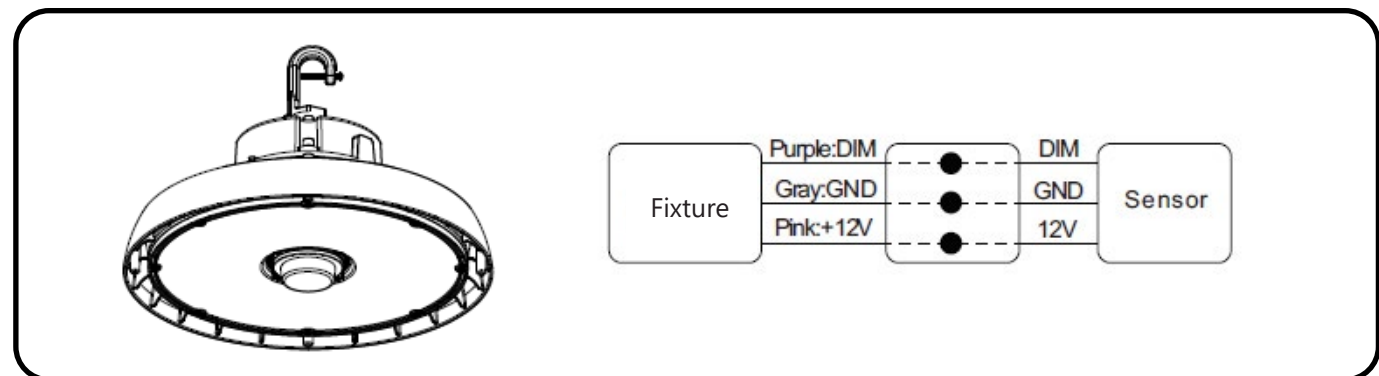 Purple:DIM DIM
Fixture Gray:GND GND Sensor
Pink:+12V 12V